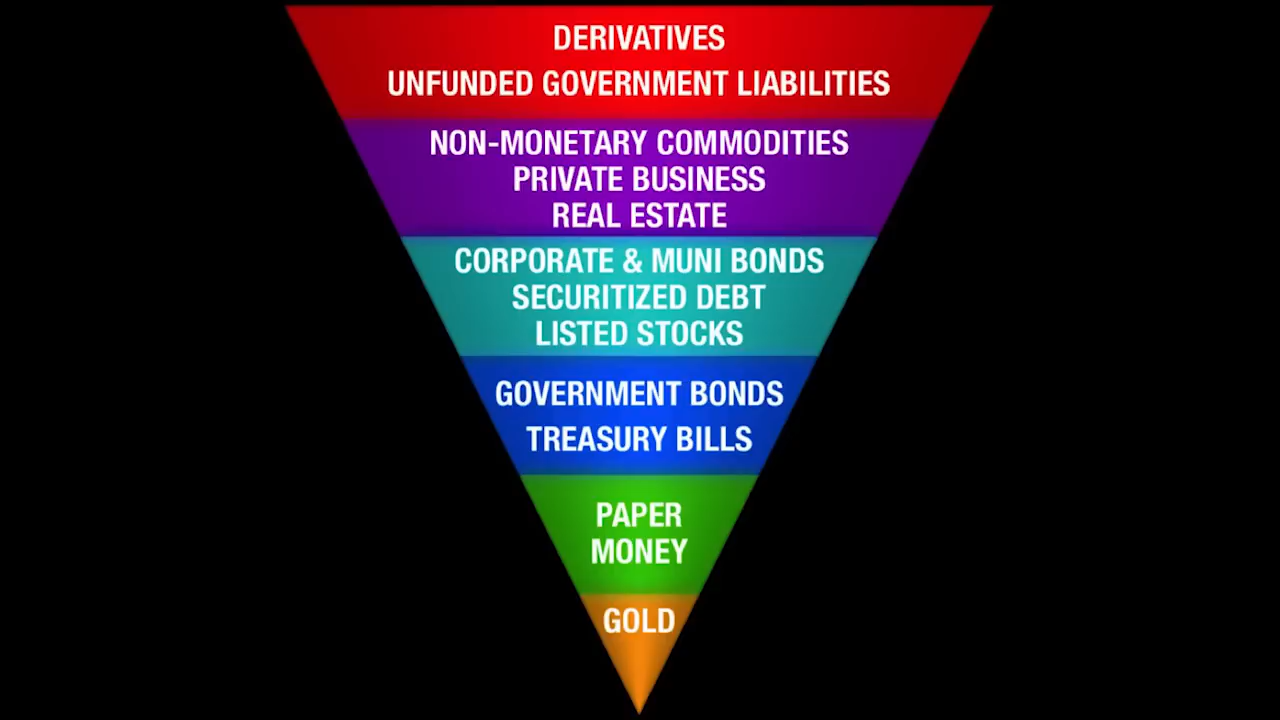 DERIVATIVES
UNFUNDED GOVERNMENT LIABILITIES
NON-MONETARY COMMODITIES
PRIVATE BUSINESS
REAL ESTATE
CORPORATE & MUNI BONDS
SECURITIZED DEBT
LISTED STOCKS
GOVERNMENT BONDS
TREASURY BILLS
PAPER
MONEY
GOLD